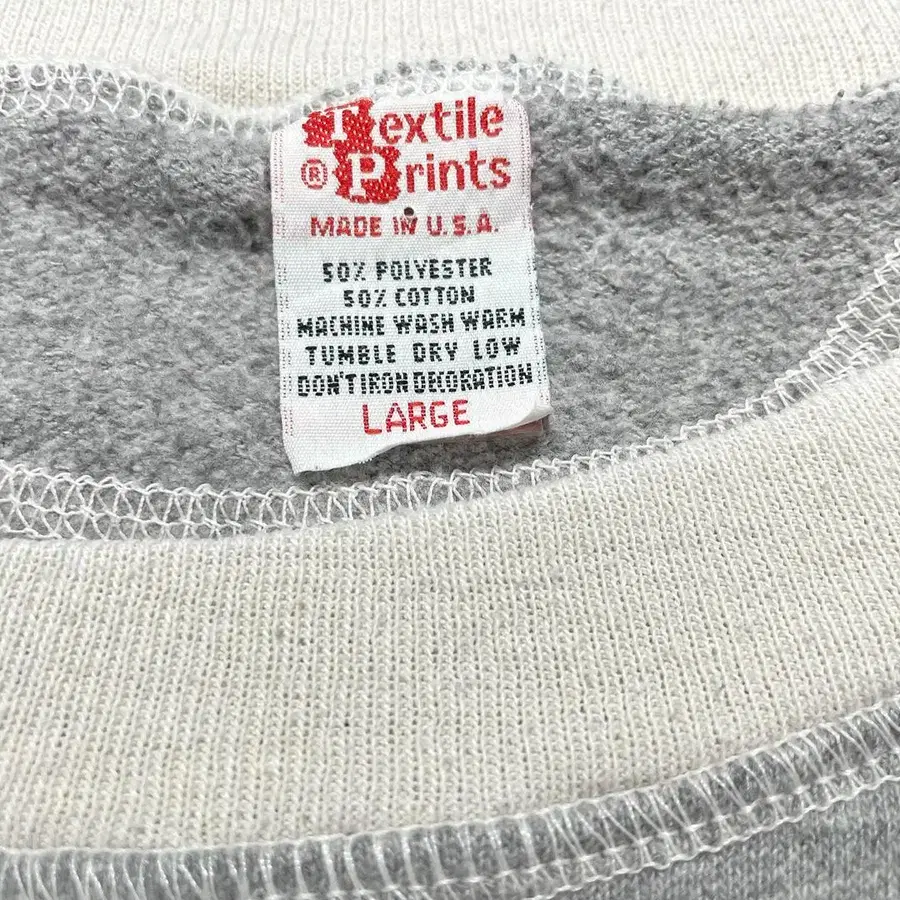 Textile
® Prints
MADE IN U.S.A.
50% POLYESTER
50% COTTON
MACHINE WASH WARM
TUMBLE DRY LOW
DON'T IRON DECORATION
LARGE